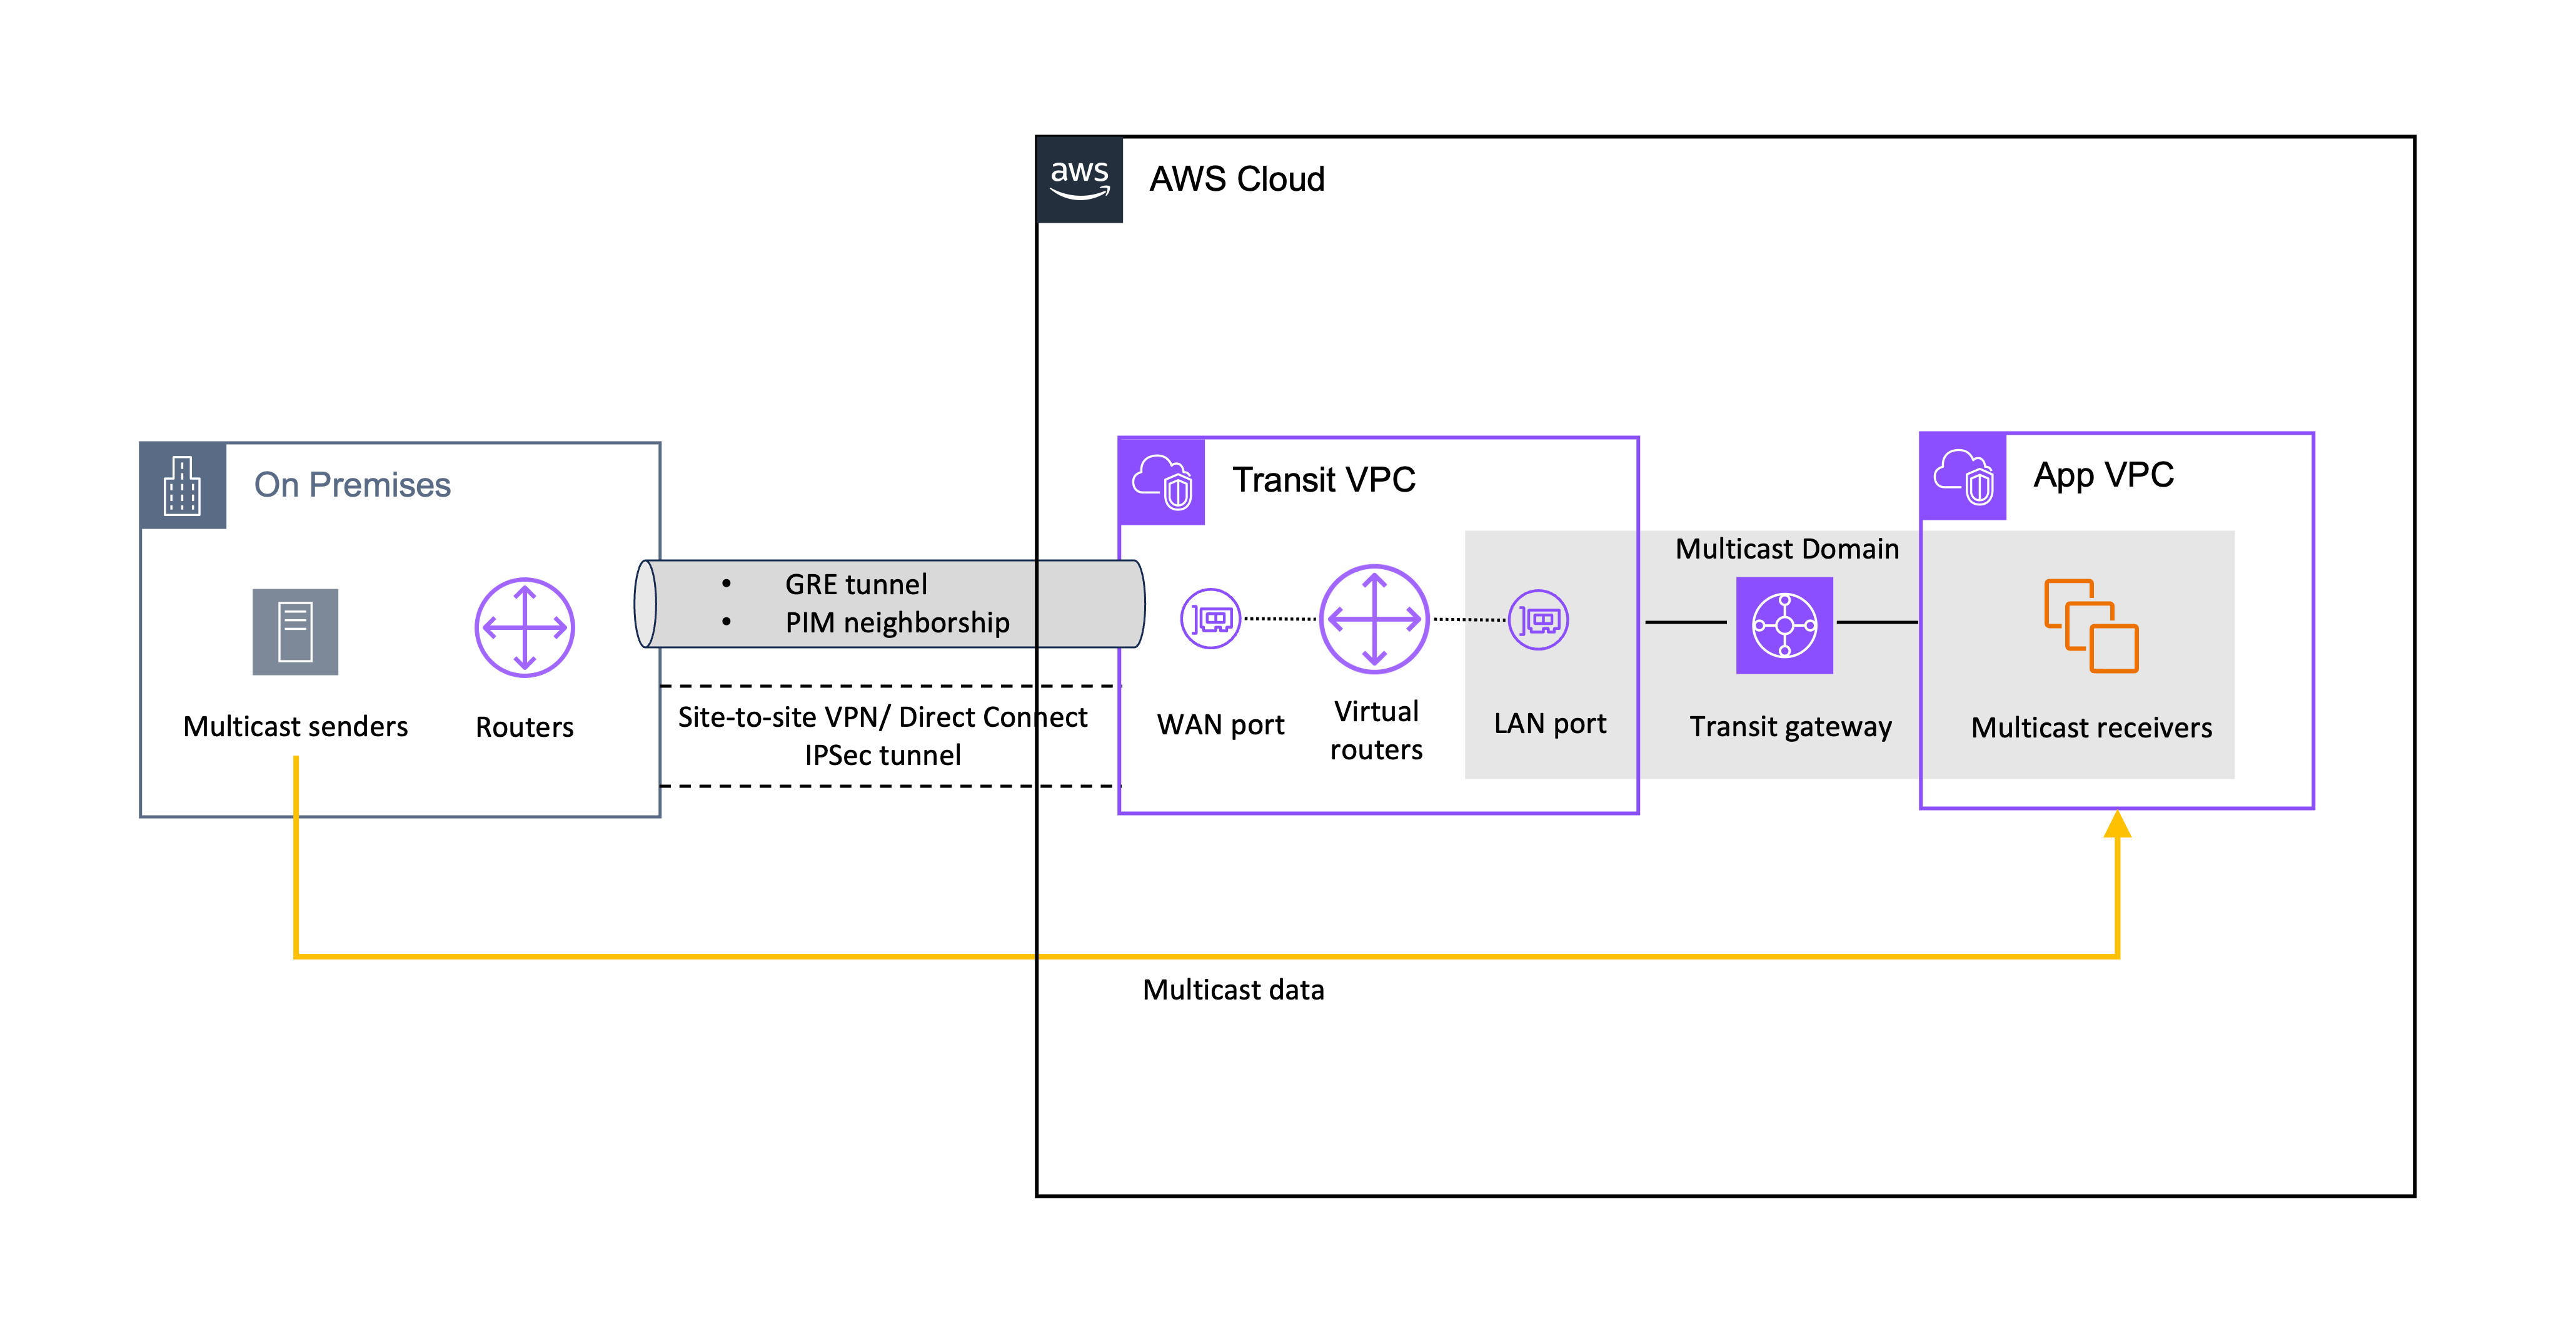 aws
AWS Cloud
On Premises
Multicast senders
Routers
• GRE tunnel
• PIM neighborship
Site-to-site VPN/ Direct Connect
IPSec tunnel
Transit VPC
WAN port
Virtual
routers
LAN port
Multicast Domain
Transit gateway
App VPC
Multicast receivers
Multicast data